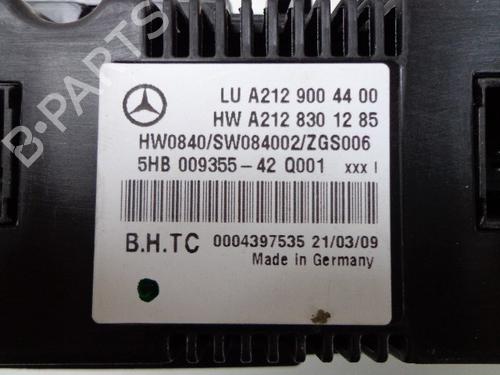 B-PARTS
LU A212 900 44 00
HW A212 830 12 85
HW0840/SW084002/ZGS006
5HB 009355-42 Q001 xxx I
B.H.TC 0004397535 21/03/09
Made in Germany